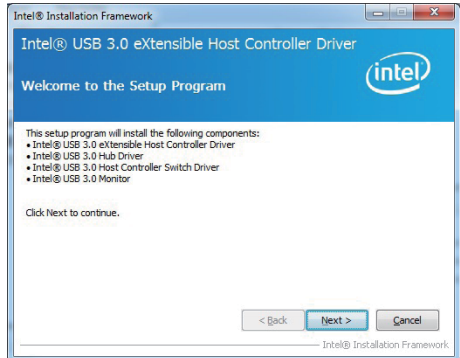 Intel® Installation Framework
Intel® USB 3.0 eXtensible Host Controller Driver
Welcome to the Setup Program
intel
This setup program will install the following components:
• Intel® USB 3.0 eXtensible Host Controller Driver
• Intel® USB 3.0 Hub Driver
• Intel® USB 3.0 Host Controller Switch Driver
• Intel® USB 3.0 Monitor
Click Next to continue.
< Back Next > Cancel
Intel® Installation Framework